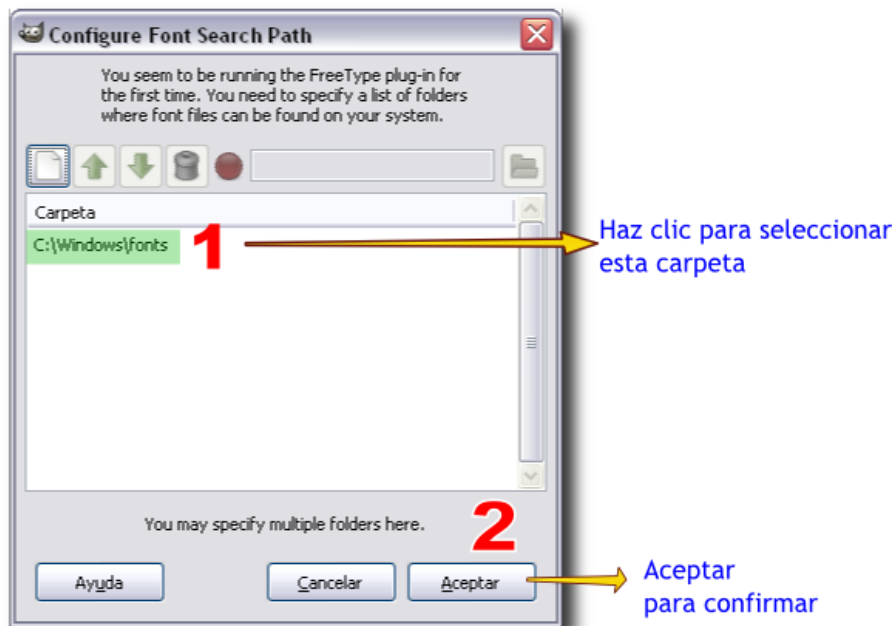 Configure Font Search Path
You seem to be running the FreeType plug-in for
the first time. You need to specify a list of folders
where font files can be found on your system.
Carpeta
C:\Windows\fonts
1
Haz clic para seleccionar
esta carpeta
You may specify multiple folders here.
2
Ayuda
Cancelar
Aceptar
Aceptar
para confirmar